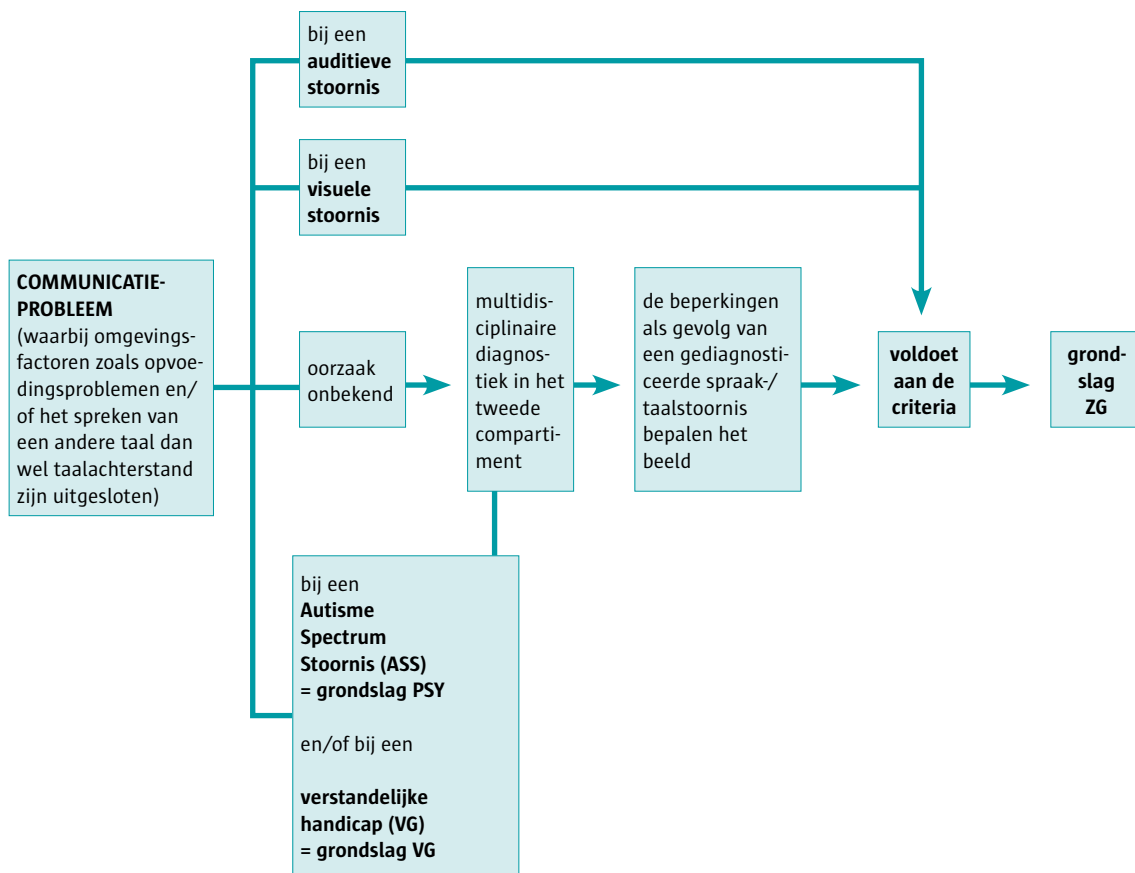 bij een
auditieve
stoornis
bij een
visuele
stoornis
COMMUNICATIE-
PROBLEEM
(waarbij omgevings-
factoren zoals opvoe-
dingsproblemen en/
of het spreken van
een andere taal dan
wel taalachterstand
zijn uitgesloten)
oorzaak
onbekend
multidis-
ciplinaire
diagnos-
tiek in het
tweede
comparti-
ment
de beperkingen
als gevolg van
een gediagnosti-
ceerde spraak-/
taalstoornis
bepalen het
beeld
voldoet
aan de
criteria
grond-
slag
ZG
bij een
Autisme
Spectrum
Stoornis (ASS)
= grondslag PSY
en/of bij een
verstandelijke
handicap (VG)
= grondslag VG